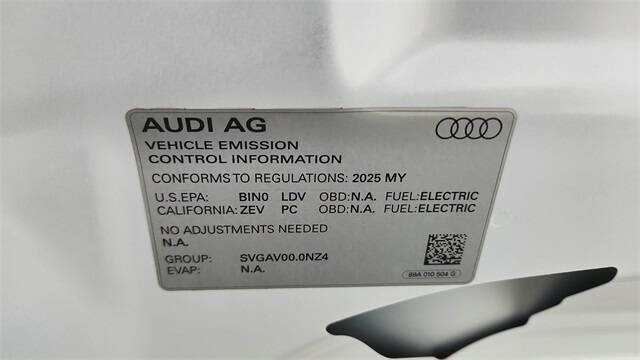 AUDI AG
VEHICLE EMISSION
CONTROL INFORMATION
CONFORMS TO REGULATIONS: 2025 MY
U.S.EPA: BIN0 LDV OBD:N.A. FUEL:ELECTRIC
CALIFORNIA: ZEV PC OBD:N.A. FUEL:ELECTRIC
NO ADJUSTMENTS NEEDED
N.A.
GROUP: SVGAV00.0NZ4
EVAP: N.A.
89A 010 504 G